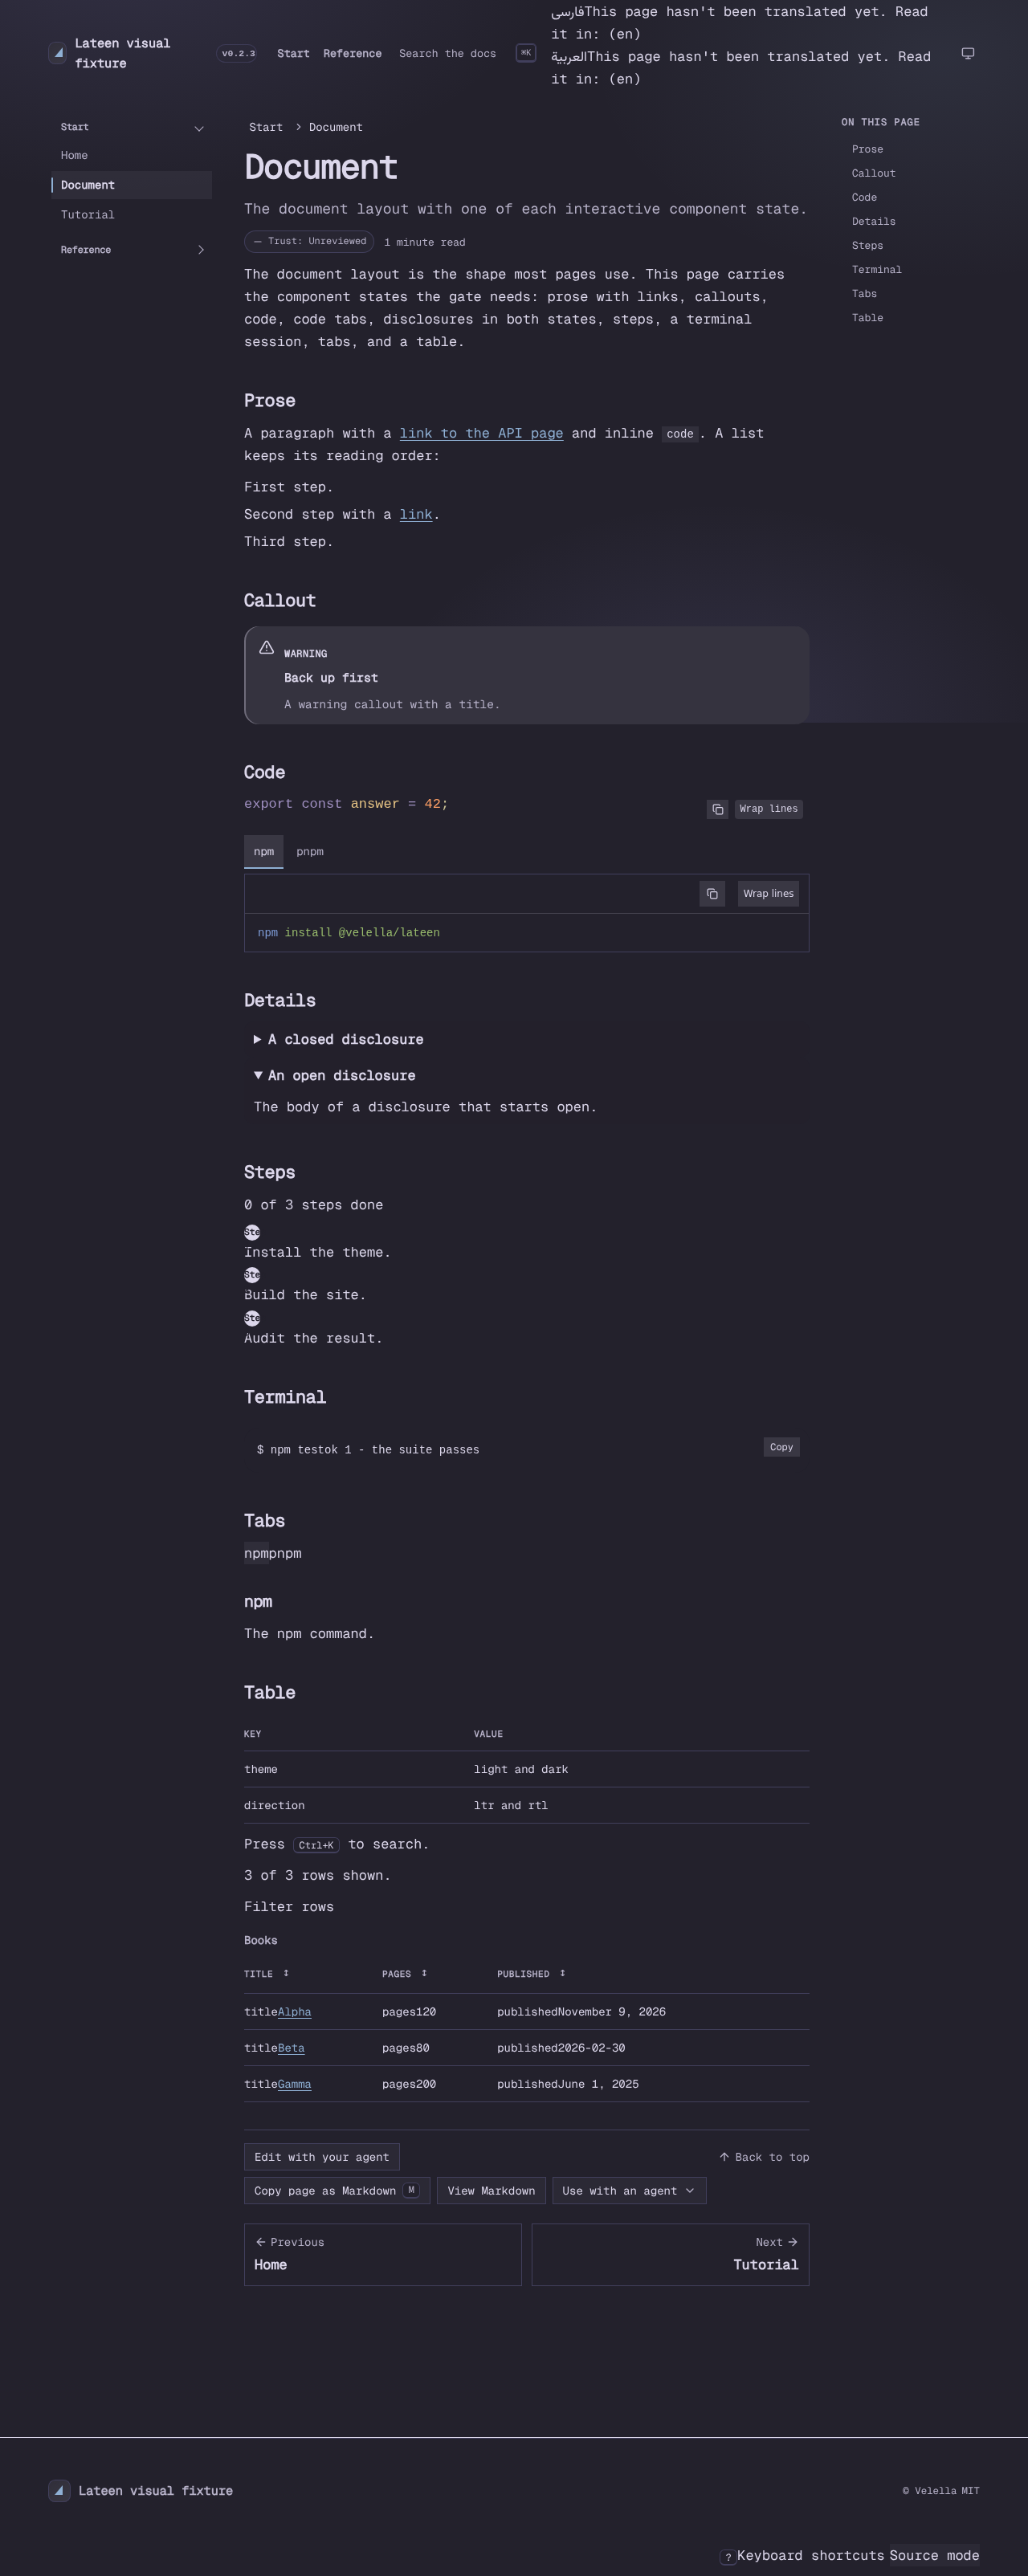 Lateen visual
fixture
v0.2.3
Start
Reference
Search the docs
⌘K
فارسیThis page hasn't been translated yet. Read
it in: (en)
العربيةThis page hasn't been translated yet. Read
it in: (en)
Start
Home
Document
Tutorial
Reference
Start > Document
Document
The document layout with one of each interactive component state.
— Trust: Unreviewed 1 minute read
The document layout is the shape most pages use. This page carries
the component states the gate needs: prose with links, callouts,
code, code tabs, disclosures in both states, steps, a terminal
session, tabs, and a table.
ON THIS PAGE
Prose
Callout
Code
Details
Steps
Terminal
Tabs
Table
Prose
A paragraph with a link to the API page and inline code. A list
keeps its reading order:
First step.
Second step with a link.
Third step.
Callout
WARNING
Back up first
A warning callout with a title.
Code
export const answer = 42;
Wrap lines
npm pnpm
Wrap lines
npm install @velella/lateen
Details
A closed disclosure
An open disclosure
The body of a disclosure that starts open.
Steps
0 of 3 steps done
Ste
Install the theme.
Ste
Build the site.
Ste
Audit the result.
Terminal
$ npm testok 1 - the suite passes
Copy
Tabs
npmpnpm
npm
The npm command.
Table
KEY VALUE
theme light and dark
direction ltr and rtl
Press Ctrl+K to search.
3 of 3 rows shown.
Filter rows
Books
TITLE ↕ PAGES ↕ PUBLISHED ↕
titleAlpha pages120 publishedNovember 9, 2026
titleBeta pages80 published2026-02-30
titleGamma pages200 publishedJune 1, 2025
Edit with your agent
↑ Back to top
Copy page as Markdown M View Markdown Use with an agent
← Previous
Home
Next →
Tutorial
Lateen visual fixture
© Velella MIT
? Keyboard shortcuts Source mode